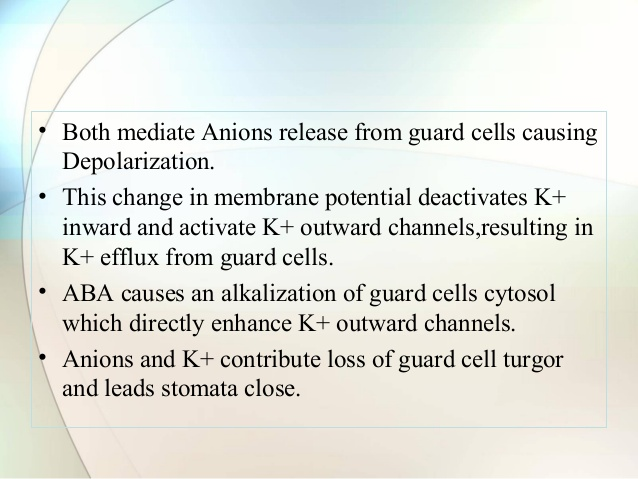 • Both mediate Anions release from guard cells causing
Depolarization.
• This change in membrane potential deactivates K+
inward and activate K+ outward channels,resulting in
K+ efflux from guard cells.
• ABA causes an alkalization of guard cells cytosol
which directly enhance K+ outward channels.
• Anions and K+ contribute loss of guard cell turgor
and leads stomata close.